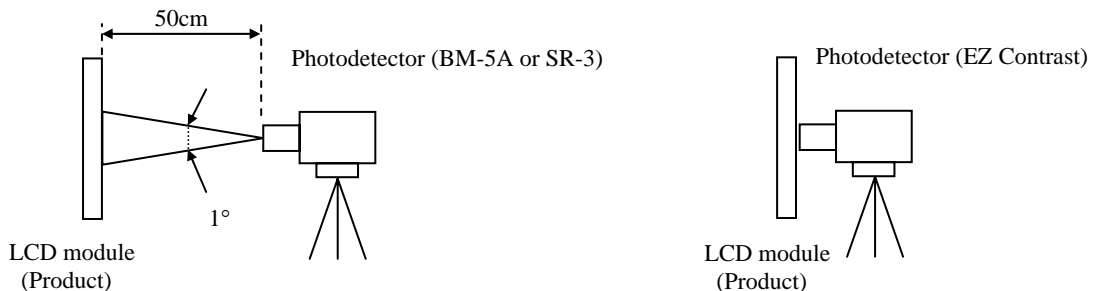 50cm
Photodetector (BM-5A or SR-3)
1°
LCD module
(Product)
Photodetector (EZ Contrast)
LCD module
(Product)